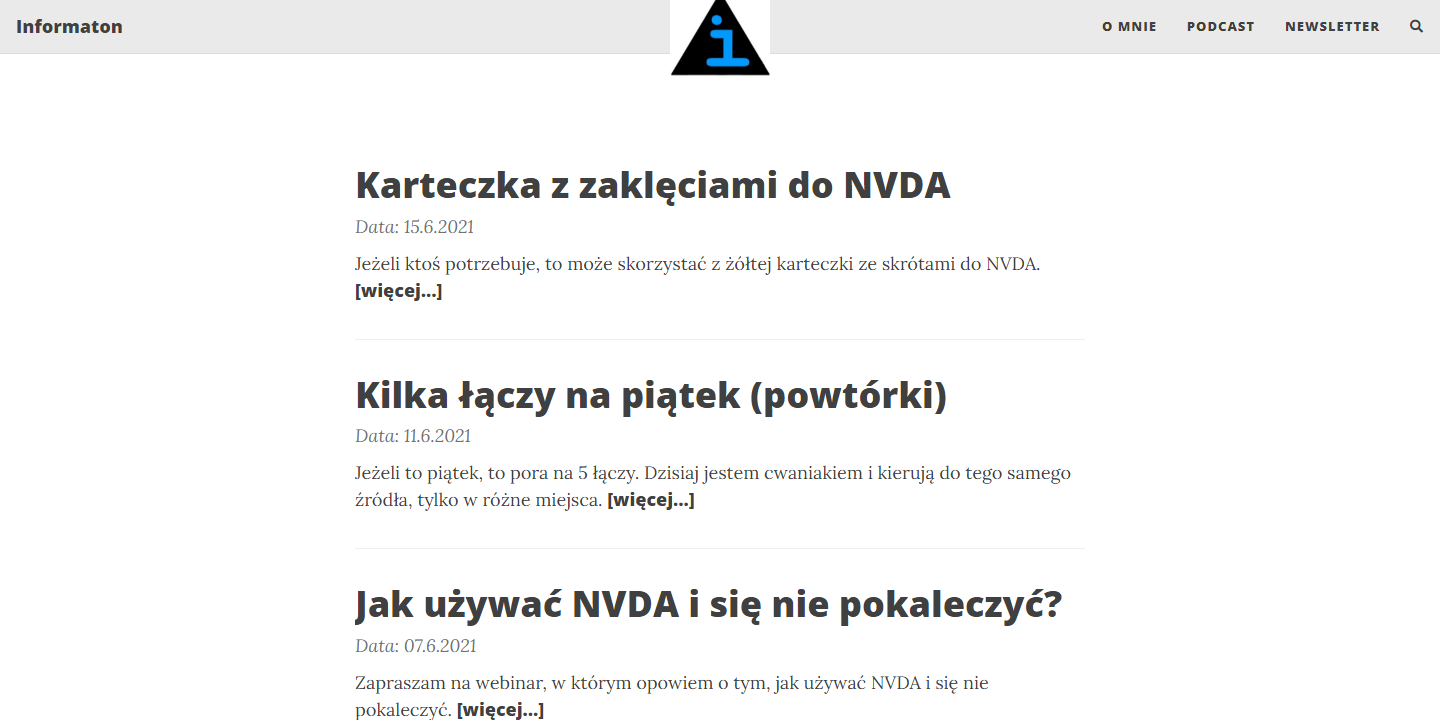 Informaton
i
O MNIE
PODCAST
NEWSLETTER
Karteczka z zaklęciami do NVDA
Data: 15.6.2021
Jeżeli ktoś potrzebuje, to może skorzystać z żółtej karteczki ze skrótami do NVDA.
[więcej...]
Kilka łączy na piątek (powtórki)
Data: 11.6.2021
Jeżeli to piątek, to pora na 5 łączy. Dzisiaj jestem cwaniakiem i kierują do tego samego
źródła, tylko w różne miejsca. [więcej...]
Jak używać NVDA i się nie pokaleczyć?
Data: 07.6.2021
Zapraszam na webinar, w którym opowiem o tym, jak używać NVDA i się nie
pokaleczyć. [więcej...]